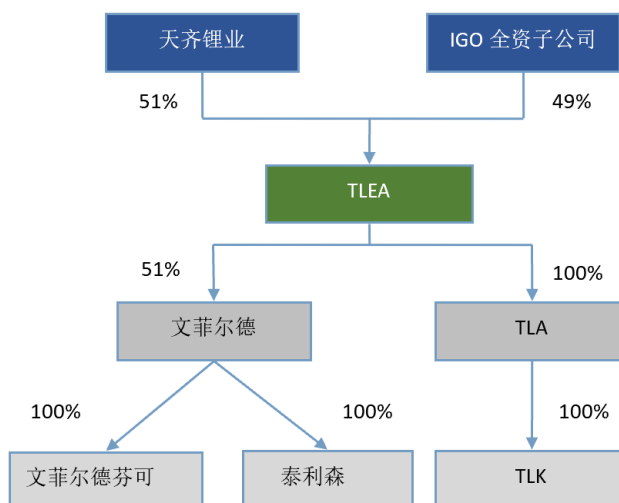 天齐锂业
IGO 全资子公司
51%
49%
TLEA
51%
100%
文菲尔德
TLA
100%
100%
100%
文菲尔德芬可
泰利森
TLK